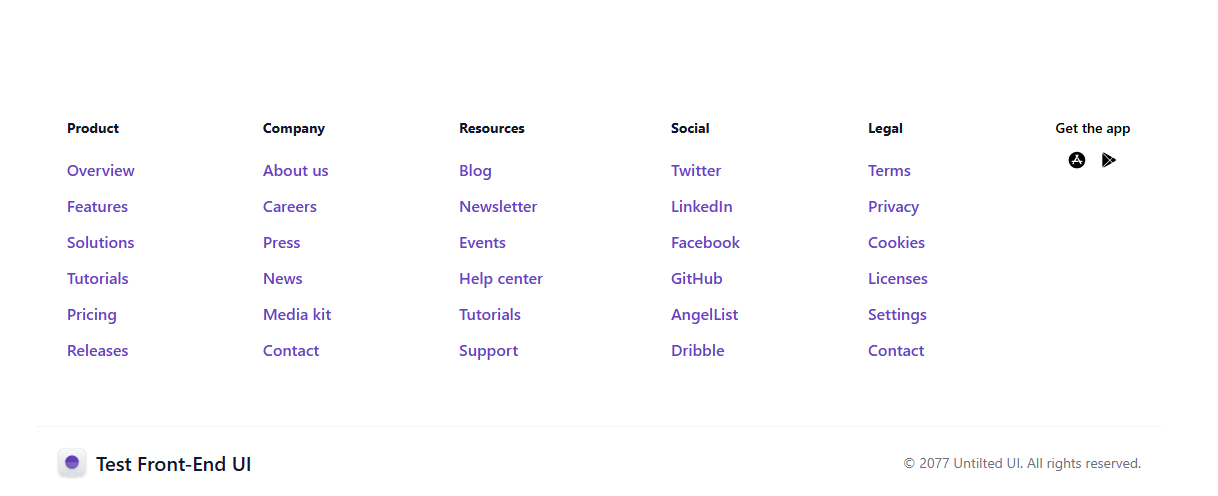 Product
Overview
Features
Solutions
Tutorials
Pricing
Releases
Company
About us
Careers
Press
News
Media kit
Contact
Resources
Blog
Newsletter
Events
Help center
Tutorials
Support
Social
Twitter
LinkedIn
Facebook
GitHub
AngelList
Dribble
Legal
Terms
Privacy
Cookies
Licenses
Settings
Contact
Get the app
Test Front-End UI
© 2077 Untilted UI. All rights reserved.